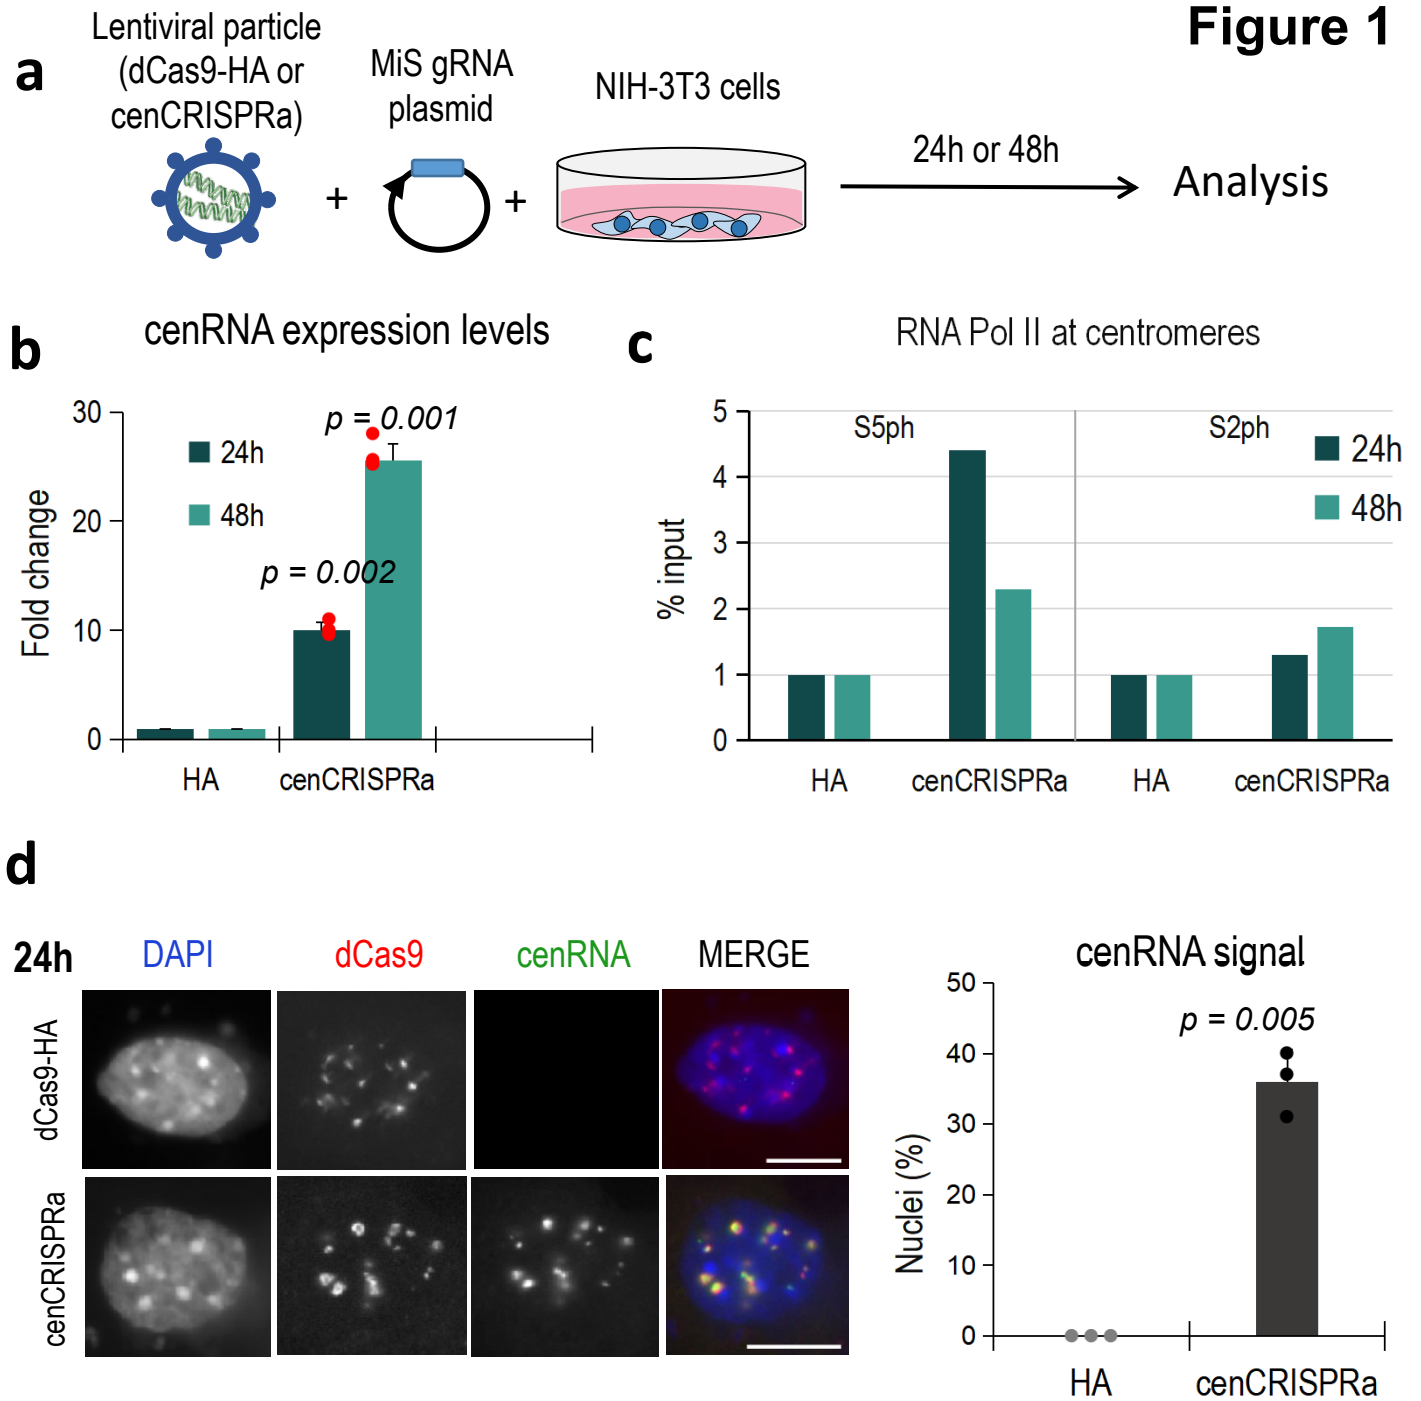 Figure 1
a
Lentiviral particle
(dCas9-HA or
cenCRISPRa)
MiS gRNA
plasmid
NIH-3T3 cells
+
+
24h or 48h
Analysis
b
cenRNA expression levels
Fold change
30
20
10
0
24h
48h
p = 0.001
p = 0.002
HA
cenCRISPRa
c
RNA Pol II at centromeres
% input
5
4
3
2
1
0
S5ph
S2ph
24h
48h
HA
cenCRISPRa
HA
cenCRISPRa
d
24h
DAPI
dCas9
cenRNA
MERGE
dCas9-HA
cenCRISPRa
cenRNA signal
p = 0.005
Nuclei (%)
50
40
30
20
10
0
HA
cenCRISPRa